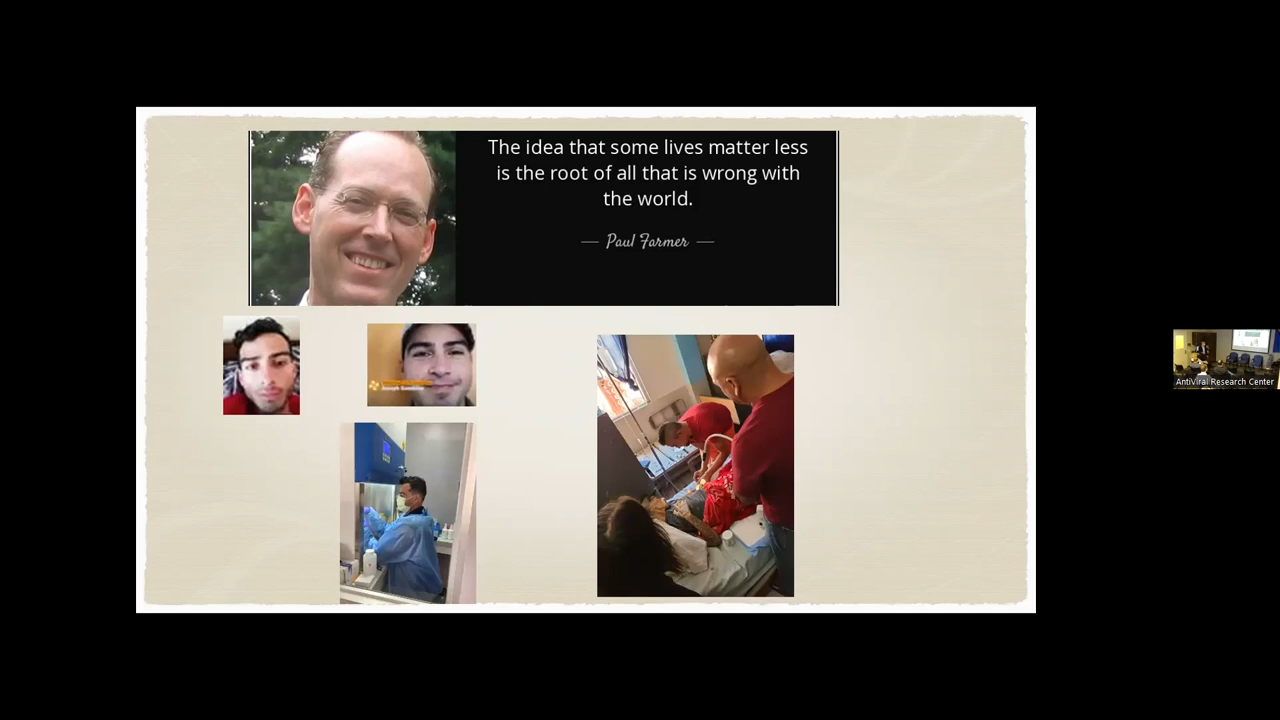 The idea that some lives matter less
is the root of all that is wrong with
the world.
— Paul Farmer —
AntiViral Research Center